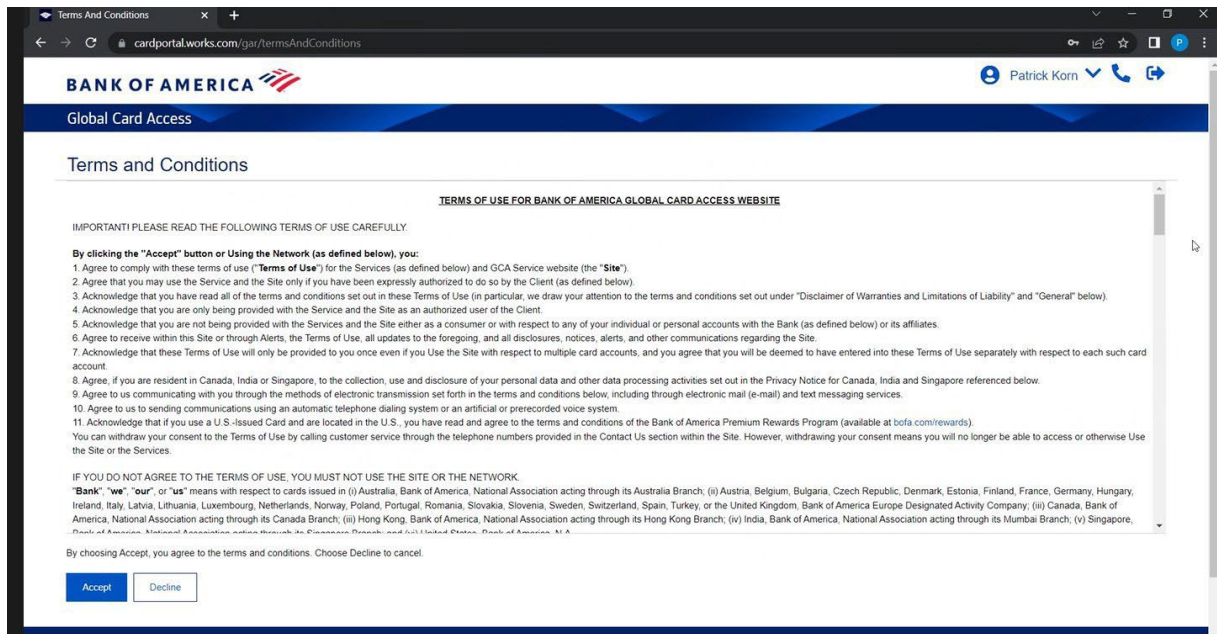 Terms And Conditions
cardportal.works.com/gar/termsAndConditions
P
BANK OF AMERICA
Patrick Korn
Global Card Access
Terms and Conditions
TERMS OF USE FOR BANK OF AMERICA GLOBAL CARD ACCESS WEBSITE
IMPORTANT! PLEASE READ THE FOLLOWING TERMS OF USE CAREFULLY.
By clicking the "Accept" button or Using the Network (as defined below), you:
1. Agree to comply with these terms of use ("Terms of Use") for the Services (as defined below) and GCA Service website (the "Site").
2. Agree that you may use the Service and the Site only if you have been expressly authorized to do so by the Client (as defined below).
3. Acknowledge that you have read all of the terms and conditions set out in these Terms of Use (in particular, we draw your attention to the terms and conditions set out under "Disclaimer of Warranties and Limitations of Liability" and "General" below).
4. Acknowledge that you are only being provided with the Service and the Site as an authorized user of the Client.
5. Acknowledge that you are not being provided with the Services and the Site either as a consumer or with respect to any of your individual or personal accounts with the Bank (as defined below) or its affiliates.
6. Agree to receive within this Site or through Alerts, the Terms of Use, all updates to the foregoing, and all disclosures, notices, alerts, and other communications regarding the Site.
7. Acknowledge that these Terms of Use will only be provided to you once even if you Use the Site with respect to multiple card accounts, and you agree that you will be deemed to have entered into these Terms of Use separately with respect to each such card
account.
8. Agree, if you are resident in Canada, India or Singapore, to the collection, use and disclosure of your personal data and other data processing activities set out in the Privacy Notice for Canada, India and Singapore referenced below.
9. Agree to us communicating with you through the methods of electronic transmission set forth in the terms and conditions below, including through electronic mail (e-mail) and text messaging services.
10. Agree to us to sending communications using an automatic telephone dialing system or an artificial or prerecorded voice system.
11. Acknowledge that if you use a U.S.-Issued Card and are located in the U.S., you have read and agree to the terms and conditions of the Bank of America Premium Rewards Program (available at bofa.com/rewards).
You can withdraw your consent to the Terms of Use by calling customer service through the telephone numbers provided in the Contact Us section within the Site. However, withdrawing your consent means you will no longer be able to access or otherwise Use
the Site or the Services.
IF YOU DO NOT AGREE TO THE TERMS OF USE, YOU MUST NOT USE THE SITE OR THE NETWORK.
"Bank", "we", "our", or "us" means with respect to cards issued in (i) Australia, Bank of America, National Association acting through its Australia Branch; (ii) Austria, Belgium, Bulgaria, Czech Republic, Denmark, Estonia, Finland, France, Germany, Hungary,
Ireland, Italy, Latvia, Lithuania, Luxembourg, Netherlands, Norway, Poland, Portugal, Romania, Slovakia, Slovenia, Sweden, Switzerland, Spain, Turkey, or the United Kingdom, Bank of America Europe Designated Activity Company; (iii) Canada, Bank of
America, National Association acting through its Canada Branch; (iii) Hong Kong, Bank of America, National Association acting through its Hong Kong Branch; (iv) India, Bank of America, National Association acting through its Mumbai Branch; (v) Singapore,
Bank of America, National Association acting through its Singapore Branch; and (vi) United States, Bank of America, N.A.
By choosing Accept, you agree to the terms and conditions. Choose Decline to cancel.
Accept
Decline